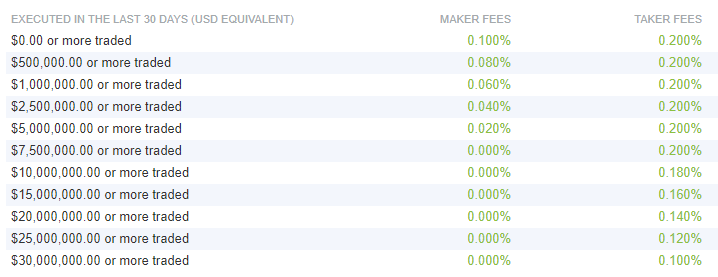 EXECUTED IN THE LAST 30 DAYS (USD EQUIVALENT) MAKER FEES TAKER FEES
$0.00 or more traded 0.100% 0.200%
$500,000.00 or more traded 0.080% 0.200%
$1,000,000.00 or more traded 0.060% 0.200%
$2,500,000.00 or more traded 0.040% 0.200%
$5,000,000.00 or more traded 0.020% 0.200%
$7,500,000.00 or more traded 0.000% 0.200%
$10,000,000.00 or more traded 0.000% 0.180%
$15,000,000.00 or more traded 0.000% 0.160%
$20,000,000.00 or more traded 0.000% 0.140%
$25,000,000.00 or more traded 0.000% 0.120%
$30,000,000.00 or more traded 0.000% 0.100%